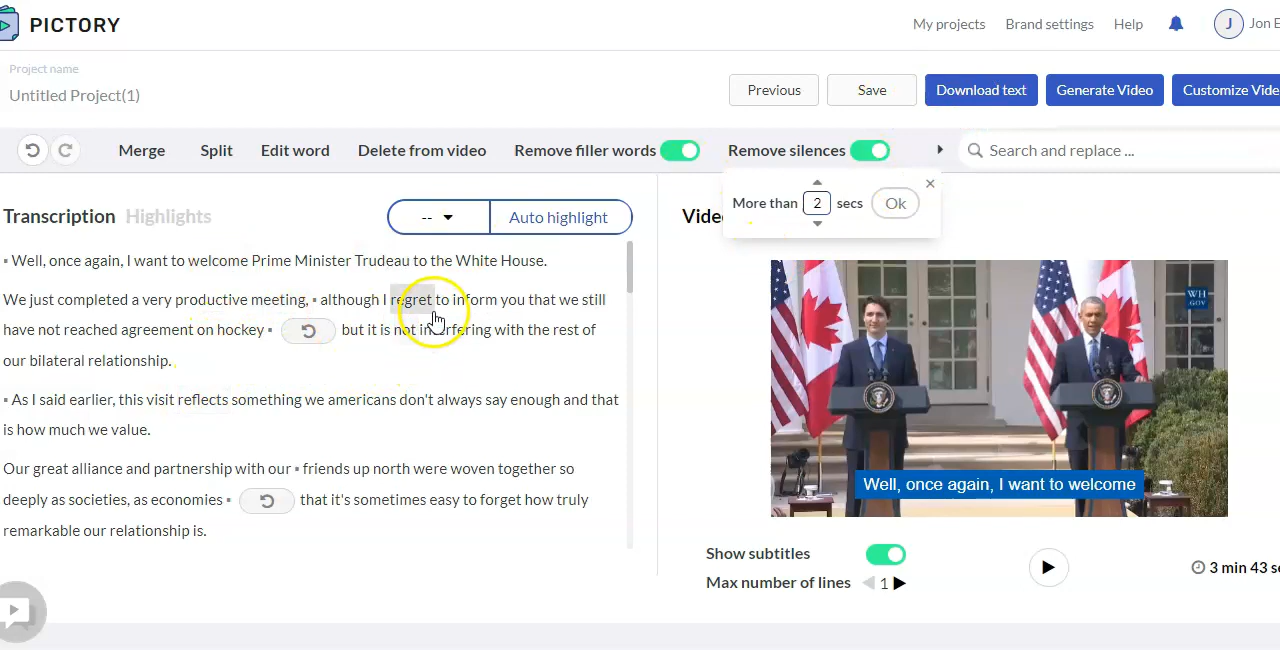 PICTORY
My projects Brand settings Help J Jon E
Project name
Untitled Project(1)
Previous Save Download text Generate Video Customize Vide
Merge Split Edit word Delete from video Remove filler words Remove silences Search and replace ...
More than 2 secs Ok
Transcription Highlights -- Auto highlight
Vide
▪ Well, once again, I want to welcome Prime Minister Trudeau to the White House.
We just completed a very productive meeting, ▪ although I regret to inform you that we still
have not reached agreement on hockey ▪ but it is not interfering with the rest of
our bilateral relationship.
▪ As I said earlier, this visit reflects something we americans don't always say enough and that
is how much we value.
Our great alliance and partnership with our ▪ friends up north were woven together so
deeply as societies, as economies ▪ that it's sometimes easy to forget how truly
remarkable our relationship is.
WH
GOV
Well, once again, I want to welcome
Show subtitles
Max number of lines 1
3 min 43 se